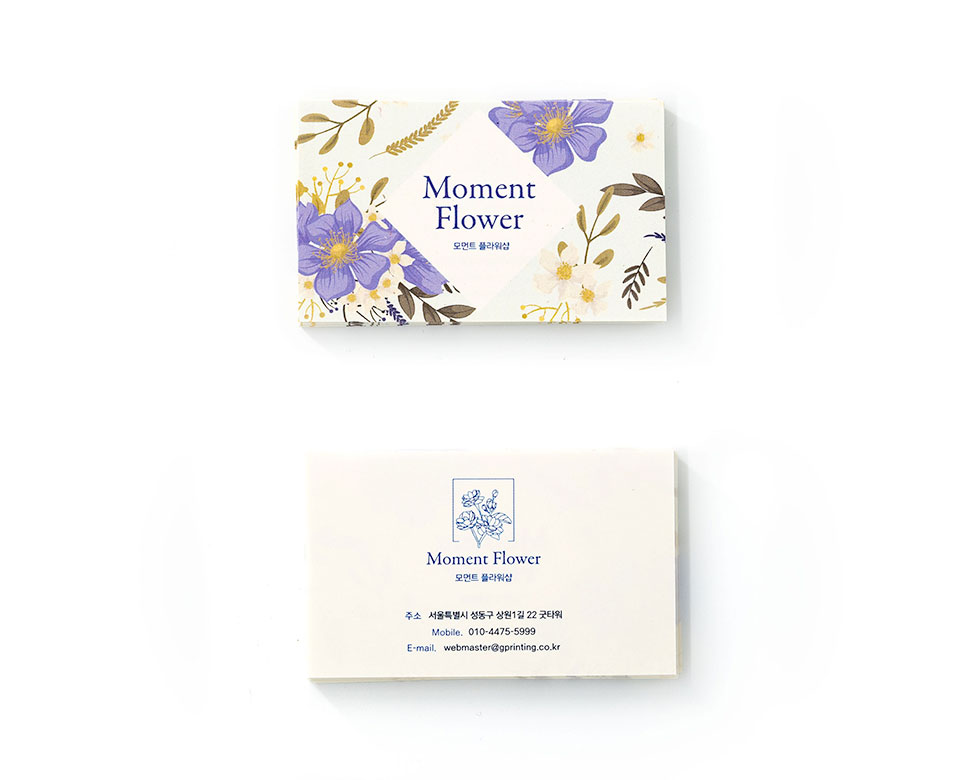 Moment
Flower
모먼트 플라워샵
Moment Flower
모먼트 플라워샵
주소 서울특별시 성동구 상원1길 22 굿타워
Mobile. 010-4475-5999
E-mail. webmaster@gprinting.co.kr